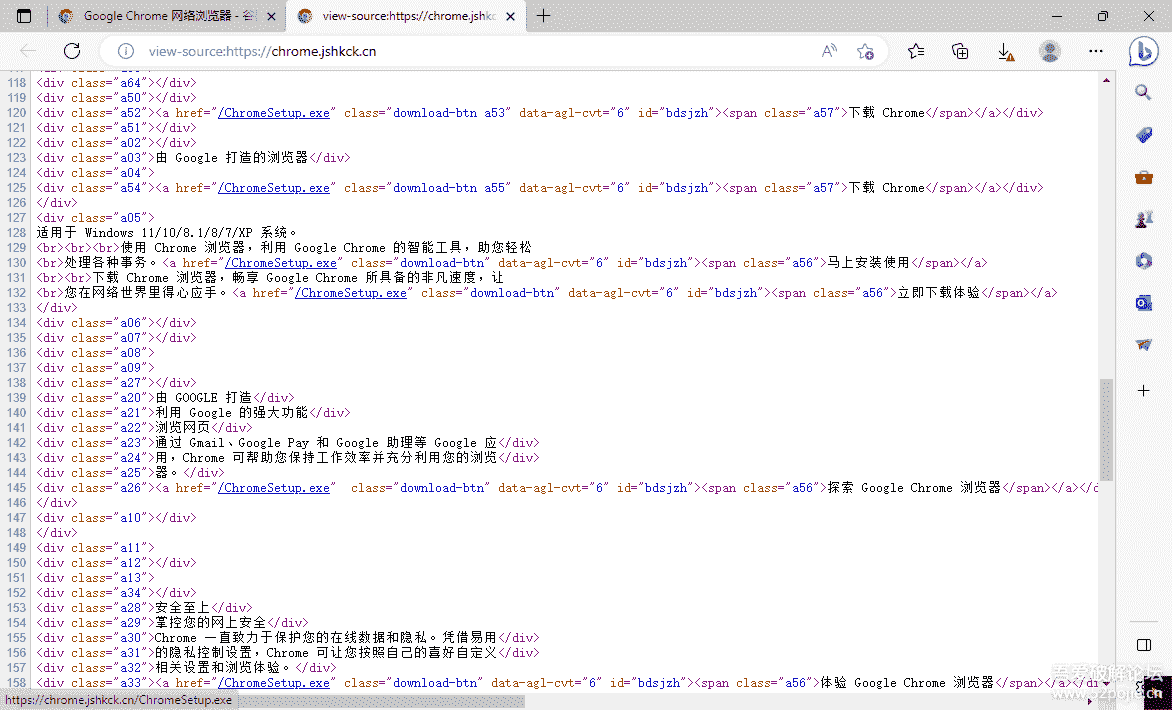 Google Chrome 网络浏览器 - 谷
view-source:https://chrome.jshkc
view-source:https://chrome.jshkck.cn
118 <div class="a64"></div>
119 <div class="a50"></div>
120 <div class="a52"><a href="/ChromeSetup.exe" class="download-btn a53" data-agl-cvt="6" id="bdsjzh"><span class="a57">下载 Chrome</span></a></div>
121 <div class="a51"></div>
122 <div class="a02"></div>
123 <div class="a03">由 Google 打造的浏览器</div>
124 <div class="a04">
125 <div class="a54"><a href="/ChromeSetup.exe" class="download-btn a55" data-agl-cvt="6" id="bdsjzh"><span class="a57">下载 Chrome</span></a></div>
126 </div>
127 <div class="a05">
128 适用于 Windows 11/10/8.1/8/7/XP 系统。
129 <br><br><br>使用 Chrome 浏览器，利用 Google Chrome 的智能工具，助您轻松
130 <br>处理各种事务。<a href="/ChromeSetup.exe" class="download-btn" data-agl-cvt="6" id="bdsjzh"><span class="a56">马上安装使用</span></a>
131 <br><br>下载 Chrome 浏览器，畅享 Google Chrome 所具备的非凡速度，让
132 <br>您在网络世界里得心应手。<a href="/ChromeSetup.exe" class="download-btn" data-agl-cvt="6" id="bdsjzh"><span class="a56">立即下载体验</span></a>
133 </div>
134 <div class="a06"></div>
135 <div class="a07"></div>
136 <div class="a08">
137 <div class="a09">
138 <div class="a27"></div>
139 <div class="a20">由 GOOGLE 打造</div>
140 <div class="a21">利用 Google 的强大功能</div>
141 <div class="a22">浏览网页</div>
142 <div class="a23">通过 Gmail、Google Pay 和 Google 助理等 Google 应</div>
143 <div class="a24">用，Chrome 可帮助您保持工作效率并充分利用您的浏览</div>
144 <div class="a25">器。</div>
145 <div class="a26"><a href="/ChromeSetup.exe"  class="download-btn" data-agl-cvt="6" id="bdsjzh"><span class="a56">探索 Google Chrome 浏览器</span></a></d
146 </div>
147 <div class="a10"></div>
148 </div>
149 <div class="a11">
150 <div class="a12"></div>
151 <div class="a13">
152 <div class="a34"></div>
153 <div class="a28">安全至上</div>
154 <div class="a29">掌控您的网上安全</div>
155 <div class="a30">Chrome 一直致力于保护您的在线数据和隐私。凭借易用</div>
156 <div class="a31">的隐私控制设置，Chrome 可让您按照自己的喜好自定义</div>
157 <div class="a32">相关设置和浏览体验。</div>
158 <div class="a33"><a href="/ChromeSetup.exe" class="download-btn" data-agl-cvt="6" id="bdsjzh"><span class="a56">体验 Google Chrome 浏览器</span></a></di
https://chrome.jshkck.cn/ChromeSetup.exe
吾爱破解论坛
www.52pojie.cn